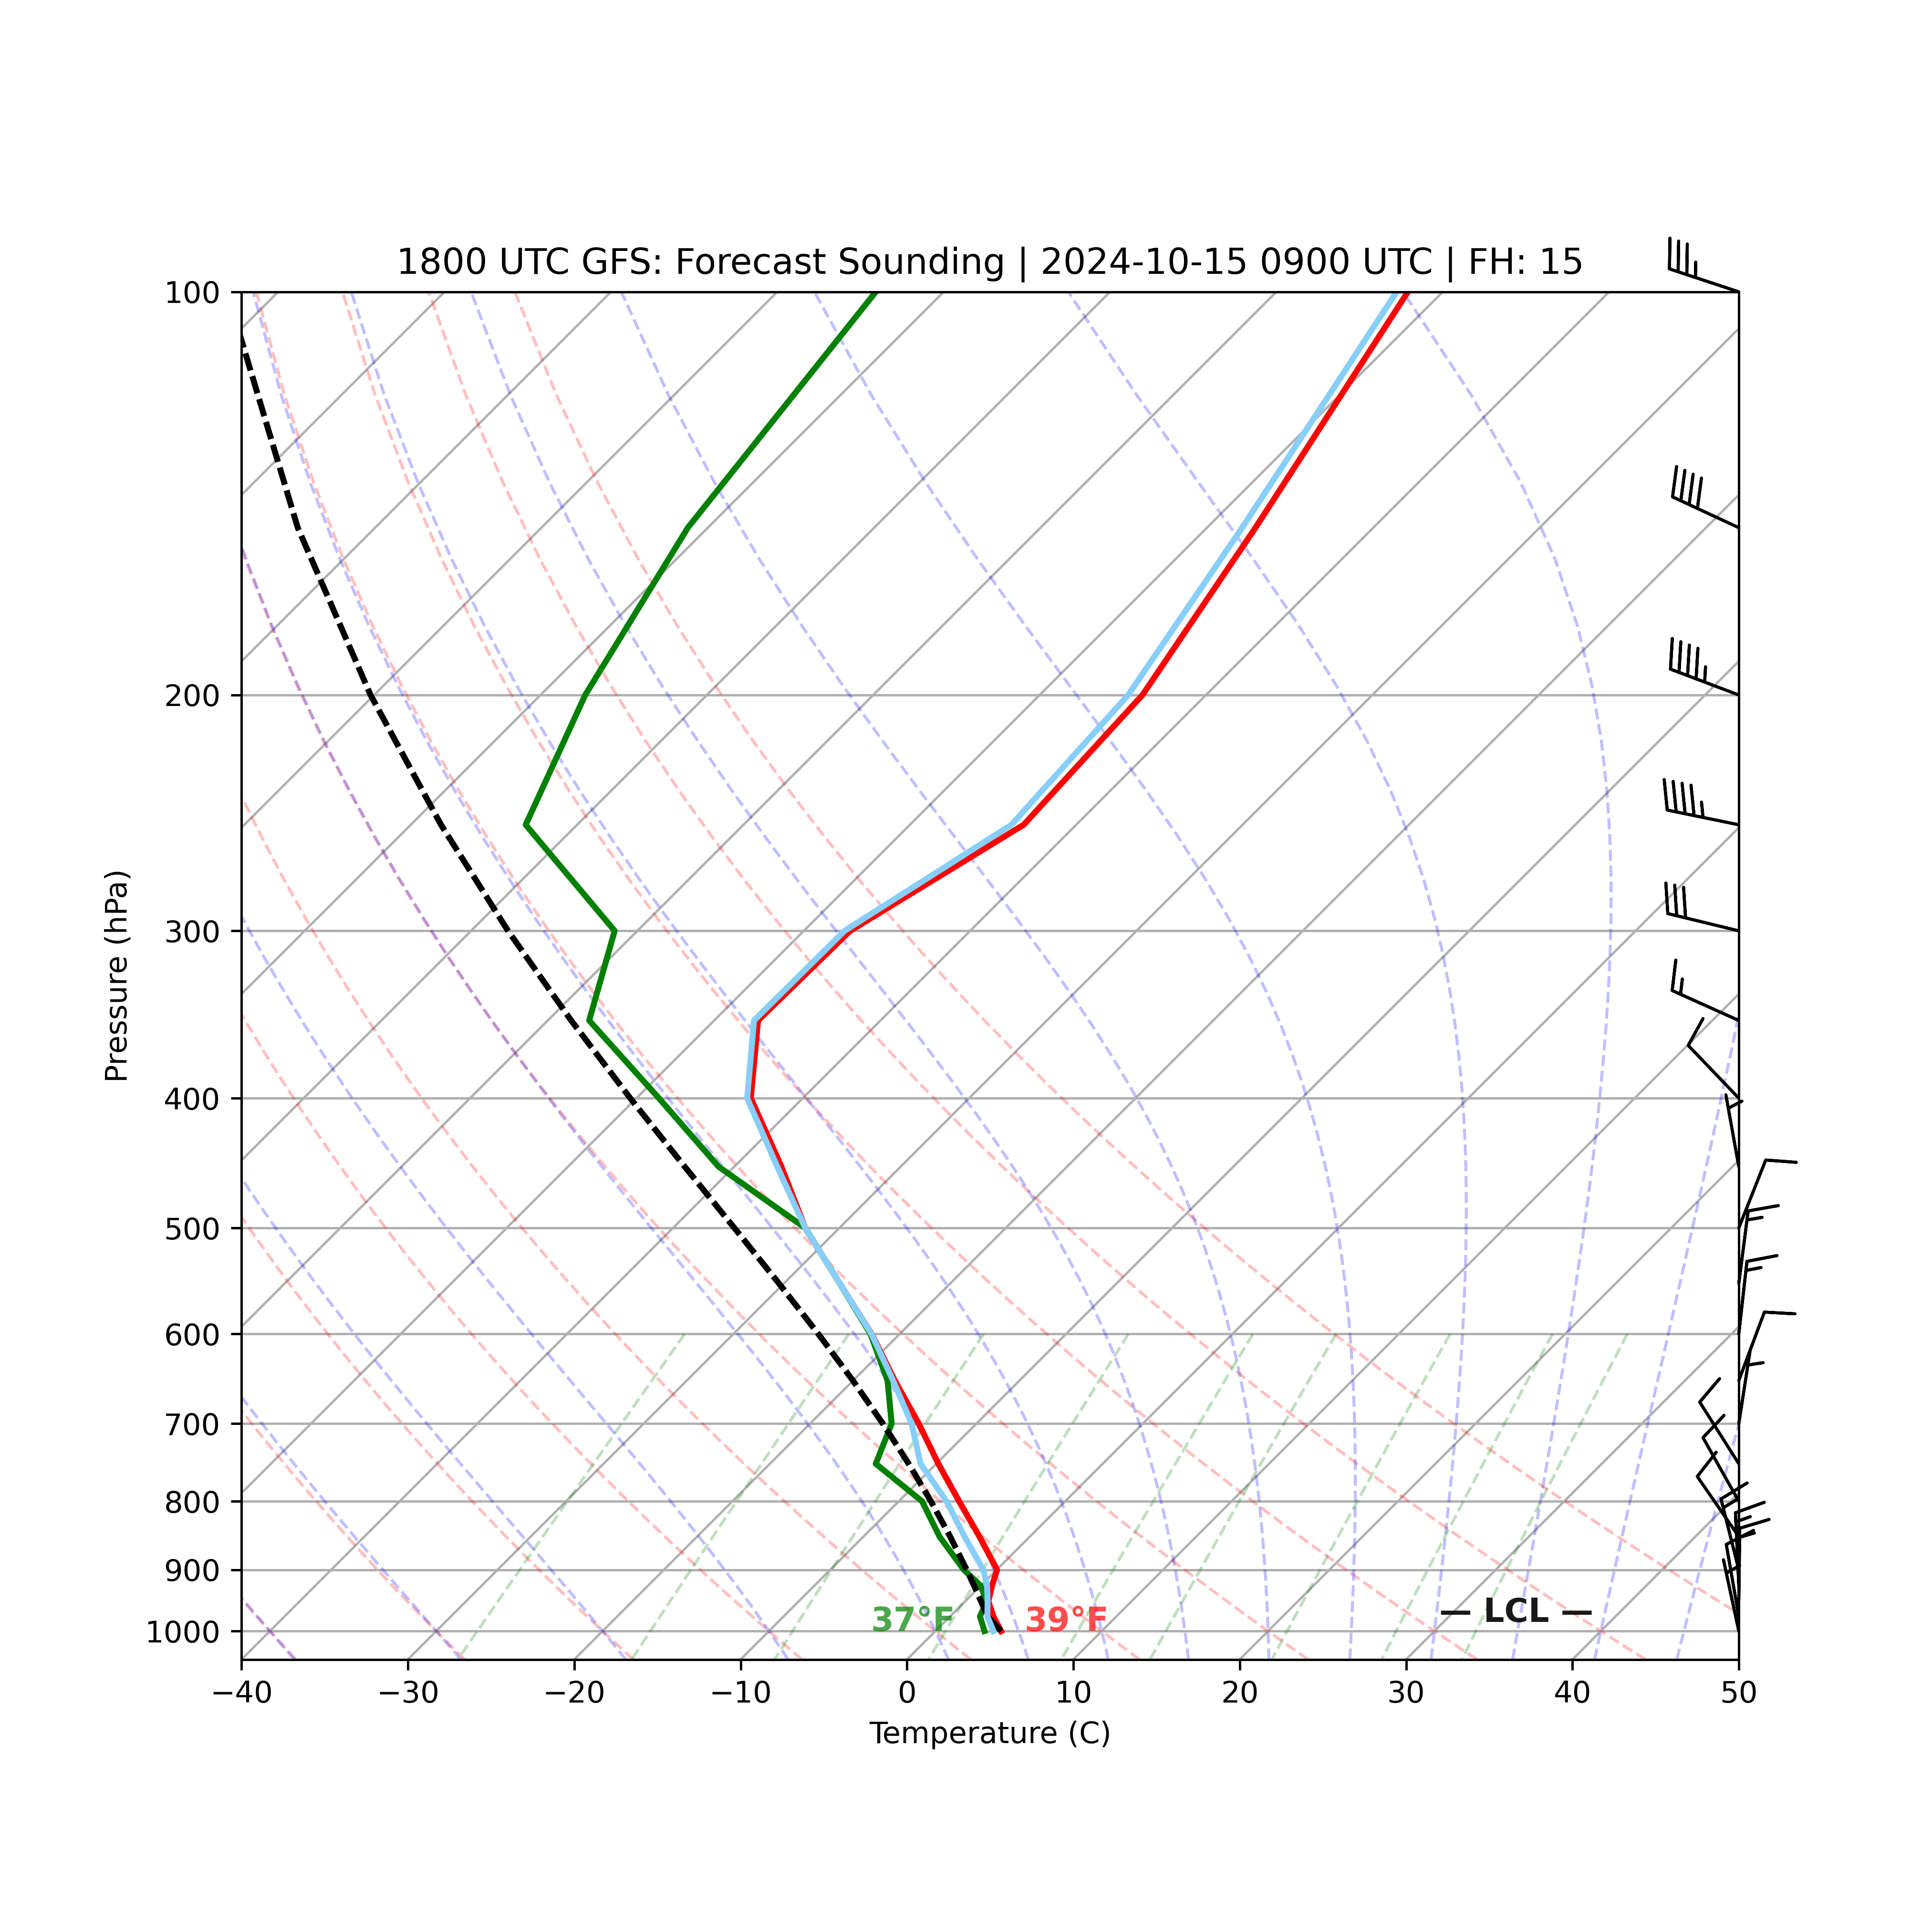 1800 UTC GFS: Forecast Sounding | 2024-10-15 0900 UTC | FH: 15
100
200
300
400
500
600
700
800
900
1000
Pressure (hPa)
37°F
39°F
— LCL —
−40 −30 −20 −10 0 10 20 30 40 50
Temperature (C)